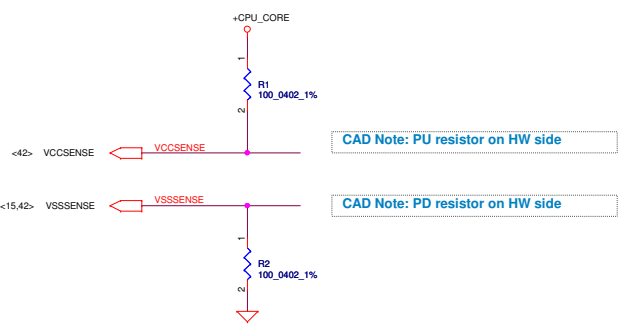 +CPU_CORE
1
R1
100_0402_1%
2
CAD Note: PU resistor on HW side
<42> VCCSENSE VCCSENSE
<15,42> VSSSENSE VSSSENSE
CAD Note: PD resistor on HW side
1
R2
100_0402_1%
2